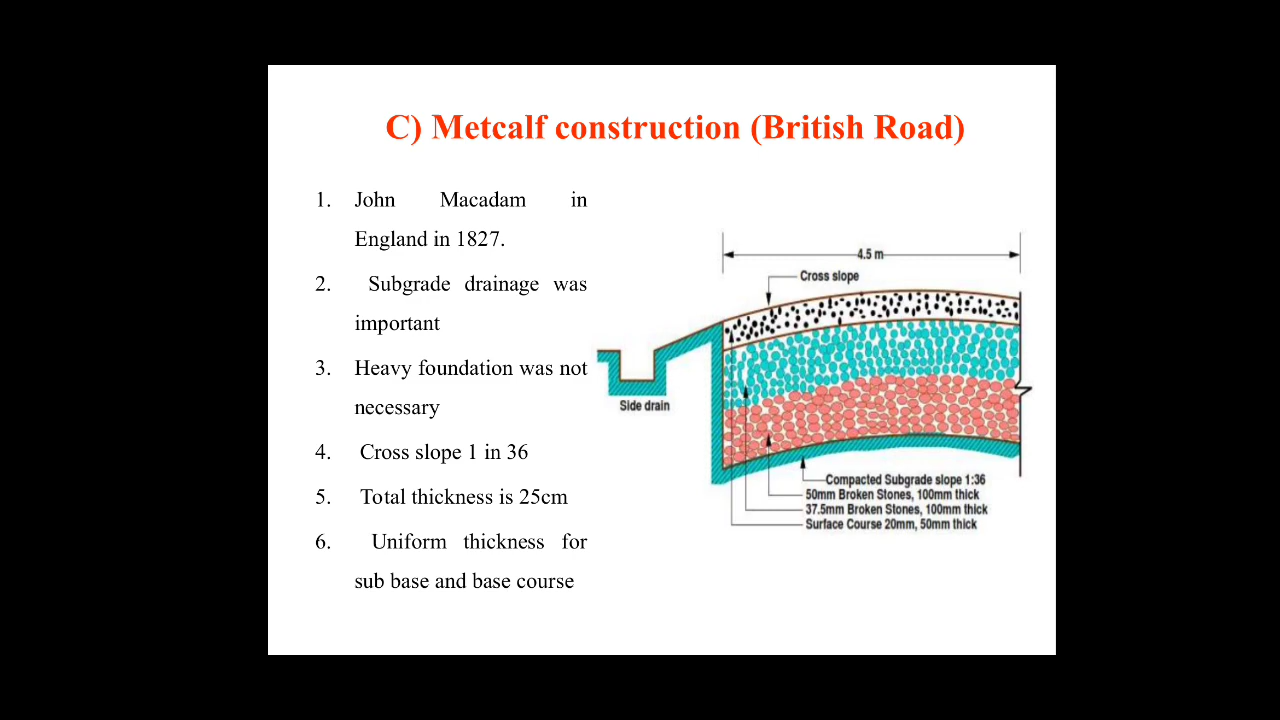 C) Metcalf construction (British Road)
1. John Macadam in
England in 1827.
2. Subgrade drainage was
important
3. Heavy foundation was not
necessary
4. Cross slope 1 in 36
5. Total thickness is 25cm
6. Uniform thickness for
sub base and base course
4.5 m
Cross slope
Side drain
Compacted Subgrade slope 1:36
50mm Broken Stones, 100mm thick
37.5mm Broken Stones, 100mm thick
Surface Course 20mm, 50mm thick